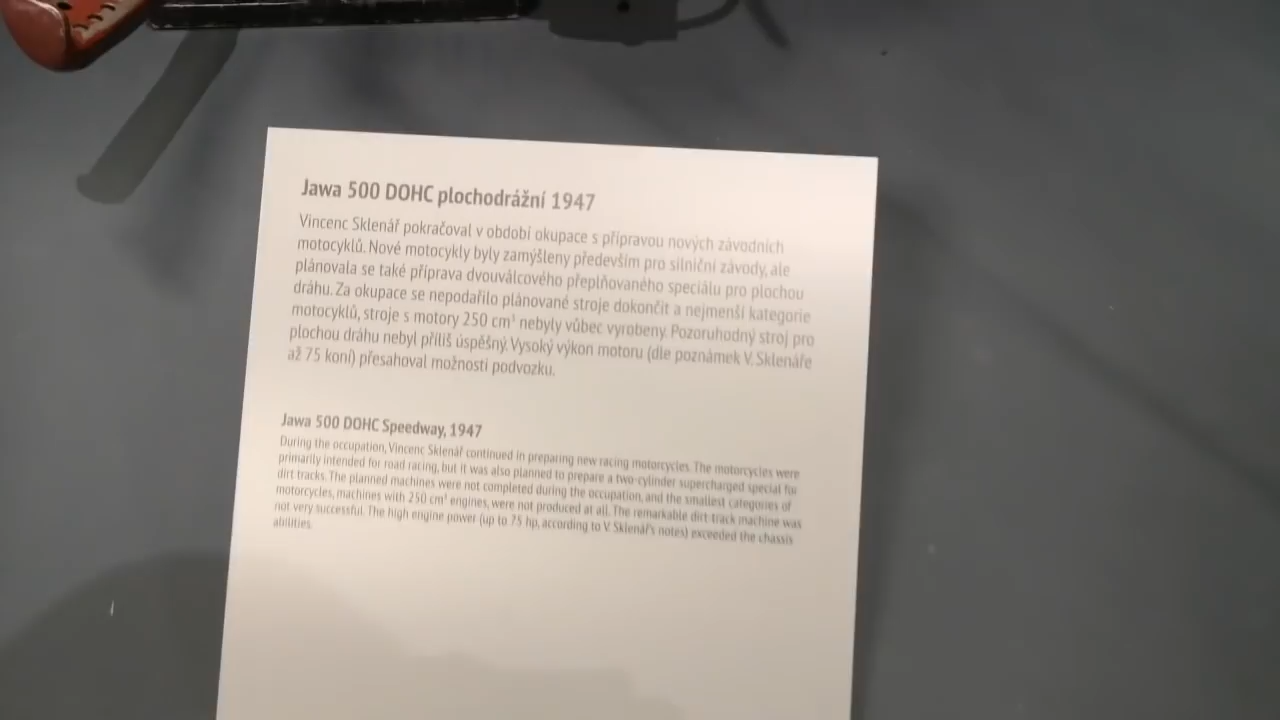 Jawa 500 DOHC plochodrážní 1947
Vincenc Sklenář pokračoval v období okupace s přípravou nových závodních
motocyklů. Nové motocykly byly zamýšleny především pro silniční závody, ale
plánovala se také příprava dvouválcového přeplňovaného speciálu pro plochou
dráhu. Za okupace se nepodařilo plánované stroje dokončit a nejmenší kategorie
motocyklů, stroje s motory 250 cm³ nebyly vůbec vyrobeny. Pozoruhodný stroj pro
plochou dráhu nebyl příliš úspěšný. Vysoký výkon motoru (dle poznámek V. Sklenáře
až 75 koní) přesahoval možnosti podvozku.
Jawa 500 DOHC Speedway, 1947
During the occupation, Vincenc Sklenář continued in preparing new racing motorcycles. The motorcycles were
primarily intended for road racing, but it was also planned to prepare a two-cylinder supercharged special for
dirt tracks. The planned machines were not completed during the occupation, and the smallest categories of
motorcycles, machines with 250 cm³ engines, were not produced at all. The remarkable dirt track machine was
not very successful. The high engine power (up to 75 hp, according to V. Sklenář's notes) exceeded the chassis
abilities.